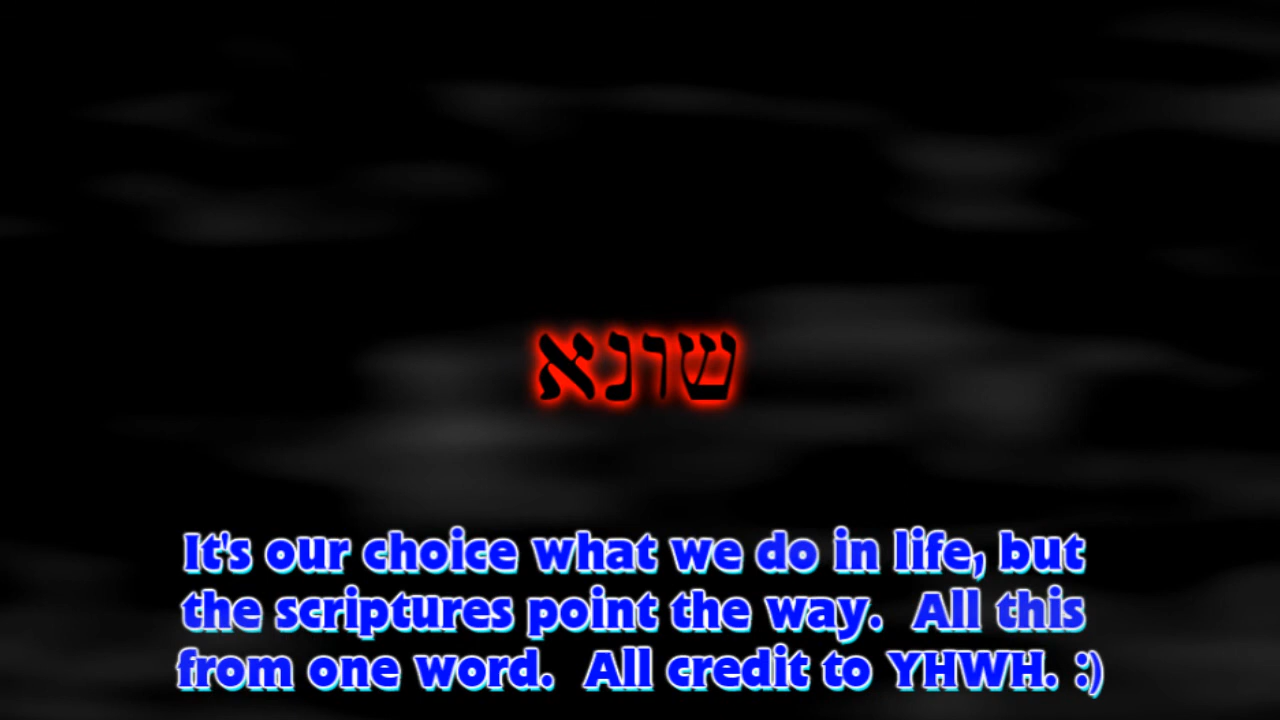 שונא
It's our choice what we do in life, but
the scriptures point the way.  All this
from one word.  All credit to YHWH. :)